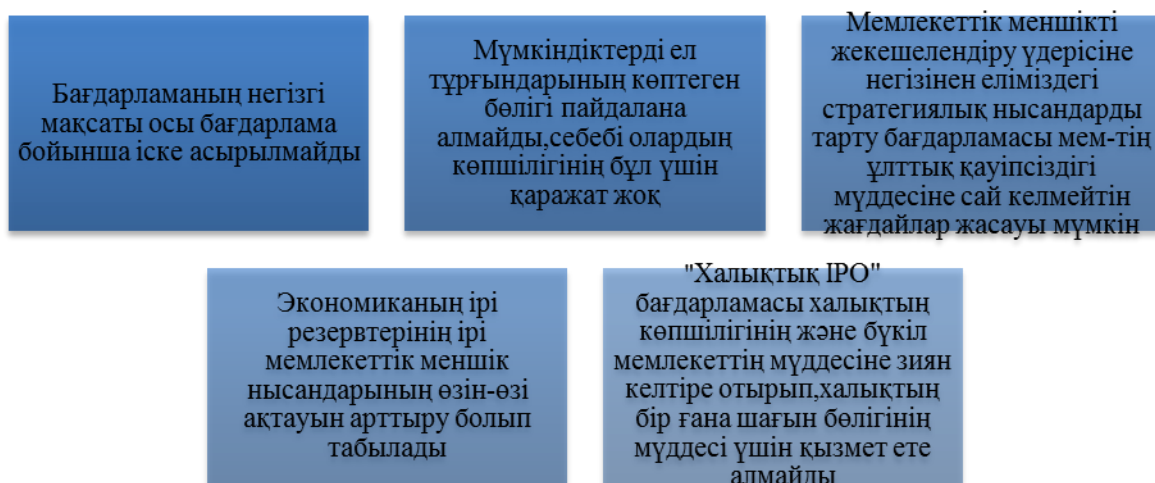 Бағдарламаның негізгі
мақсаты осы бағдарлама
бойынша іске асырылмайды
Мүмкіндіктерді ел
тұрғындарының көптеген
бөлігі пайдалана
алмайды,себебі олардың
көпшілігінің бұл үшін
қаражат жоқ
Мемлекеттік меншікті
жекешелендіру үдерісіне
негізінен еліміздегі
стратегиялық нысандарды
тарту бағдарламасы мем-тің
ұлттық қауіпсіздігі
мүддесіне сай келмейтін
жағдайлар жасауы мүмкін
Экономиканың ірі
резервтерінің ірі
мемлекеттік меншік
нысандарының өзін-өзі
ақтауын арттыру болып
табылады
"Халықтық IPO"
бағдарламасы халықтың
көпшілігінің және бүкіл
мемлекеттің мүддесіне зиян
келтіре отырып,халықтың
бір ғана шағын бөлігінің
мүддесі үшін қызмет ете
алмайды